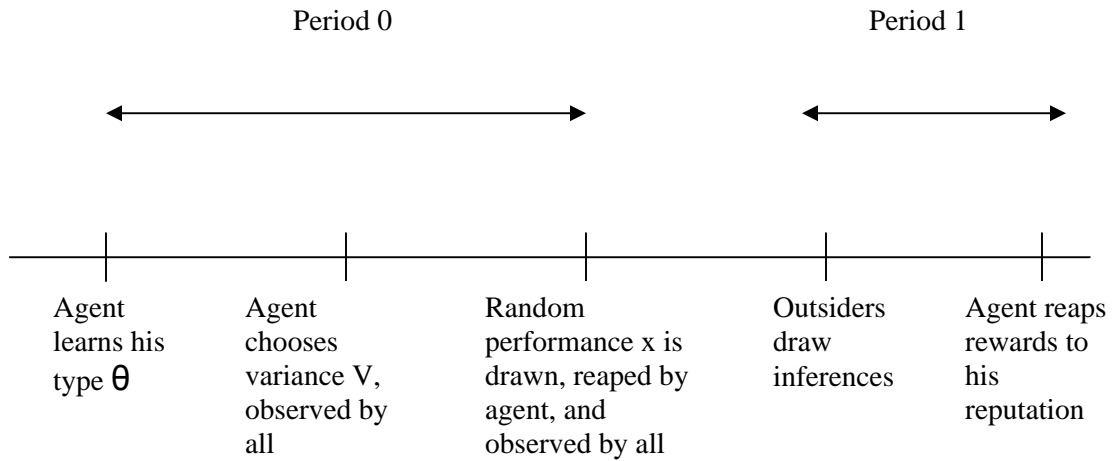 Period 0
Period 1
Agent
learns his
type θ
Agent
chooses
variance V,
observed by
all
Random
performance x is
drawn, reaped by
agent, and
observed by all
Outsiders
draw
inferences
Agent reaps
rewards to
his
reputation